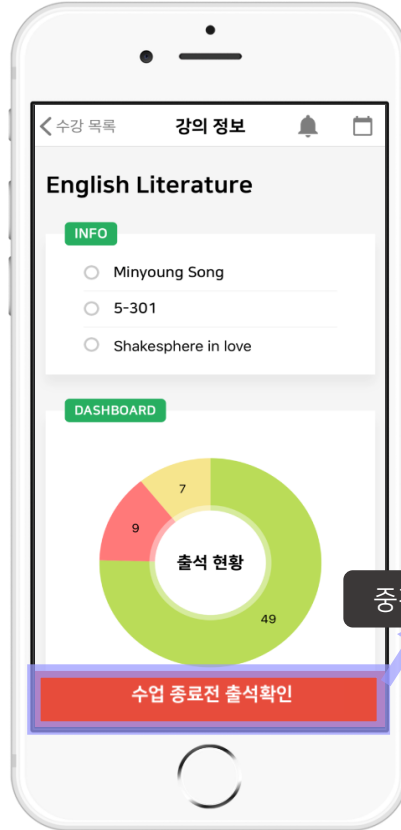 수강 목록
강의 정보
English Literature
INFO
Minyoung Song
5-301
Shakesphere in love
DASHBOARD
7
9
출석 현황
49
수업 종료전 출석확인